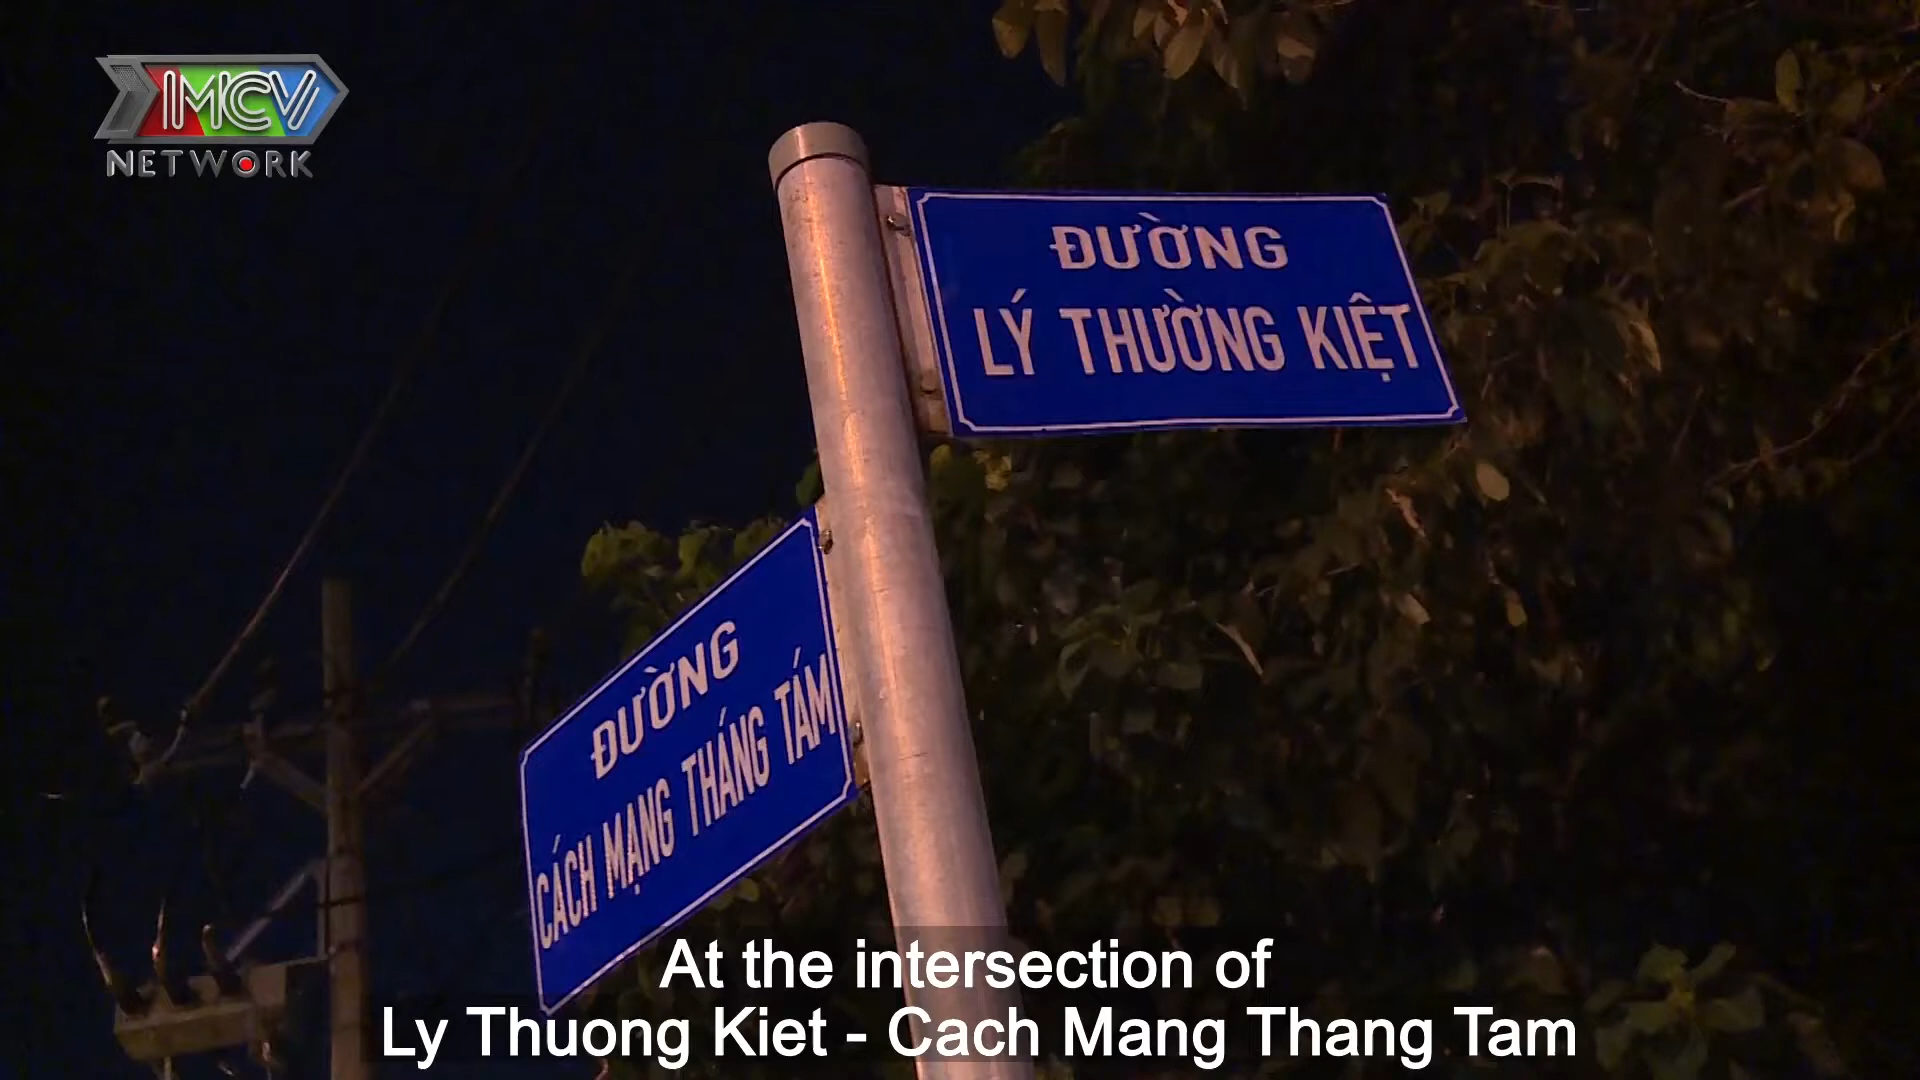 MCV
NETWORK
ĐƯỜNG
LÝ THƯỜNG KIỆT
ĐƯỜNG
CÁCH MẠNG THÁNG TÁM
At the intersection of
Ly Thuong Kiet - Cach Mang Thang Tam